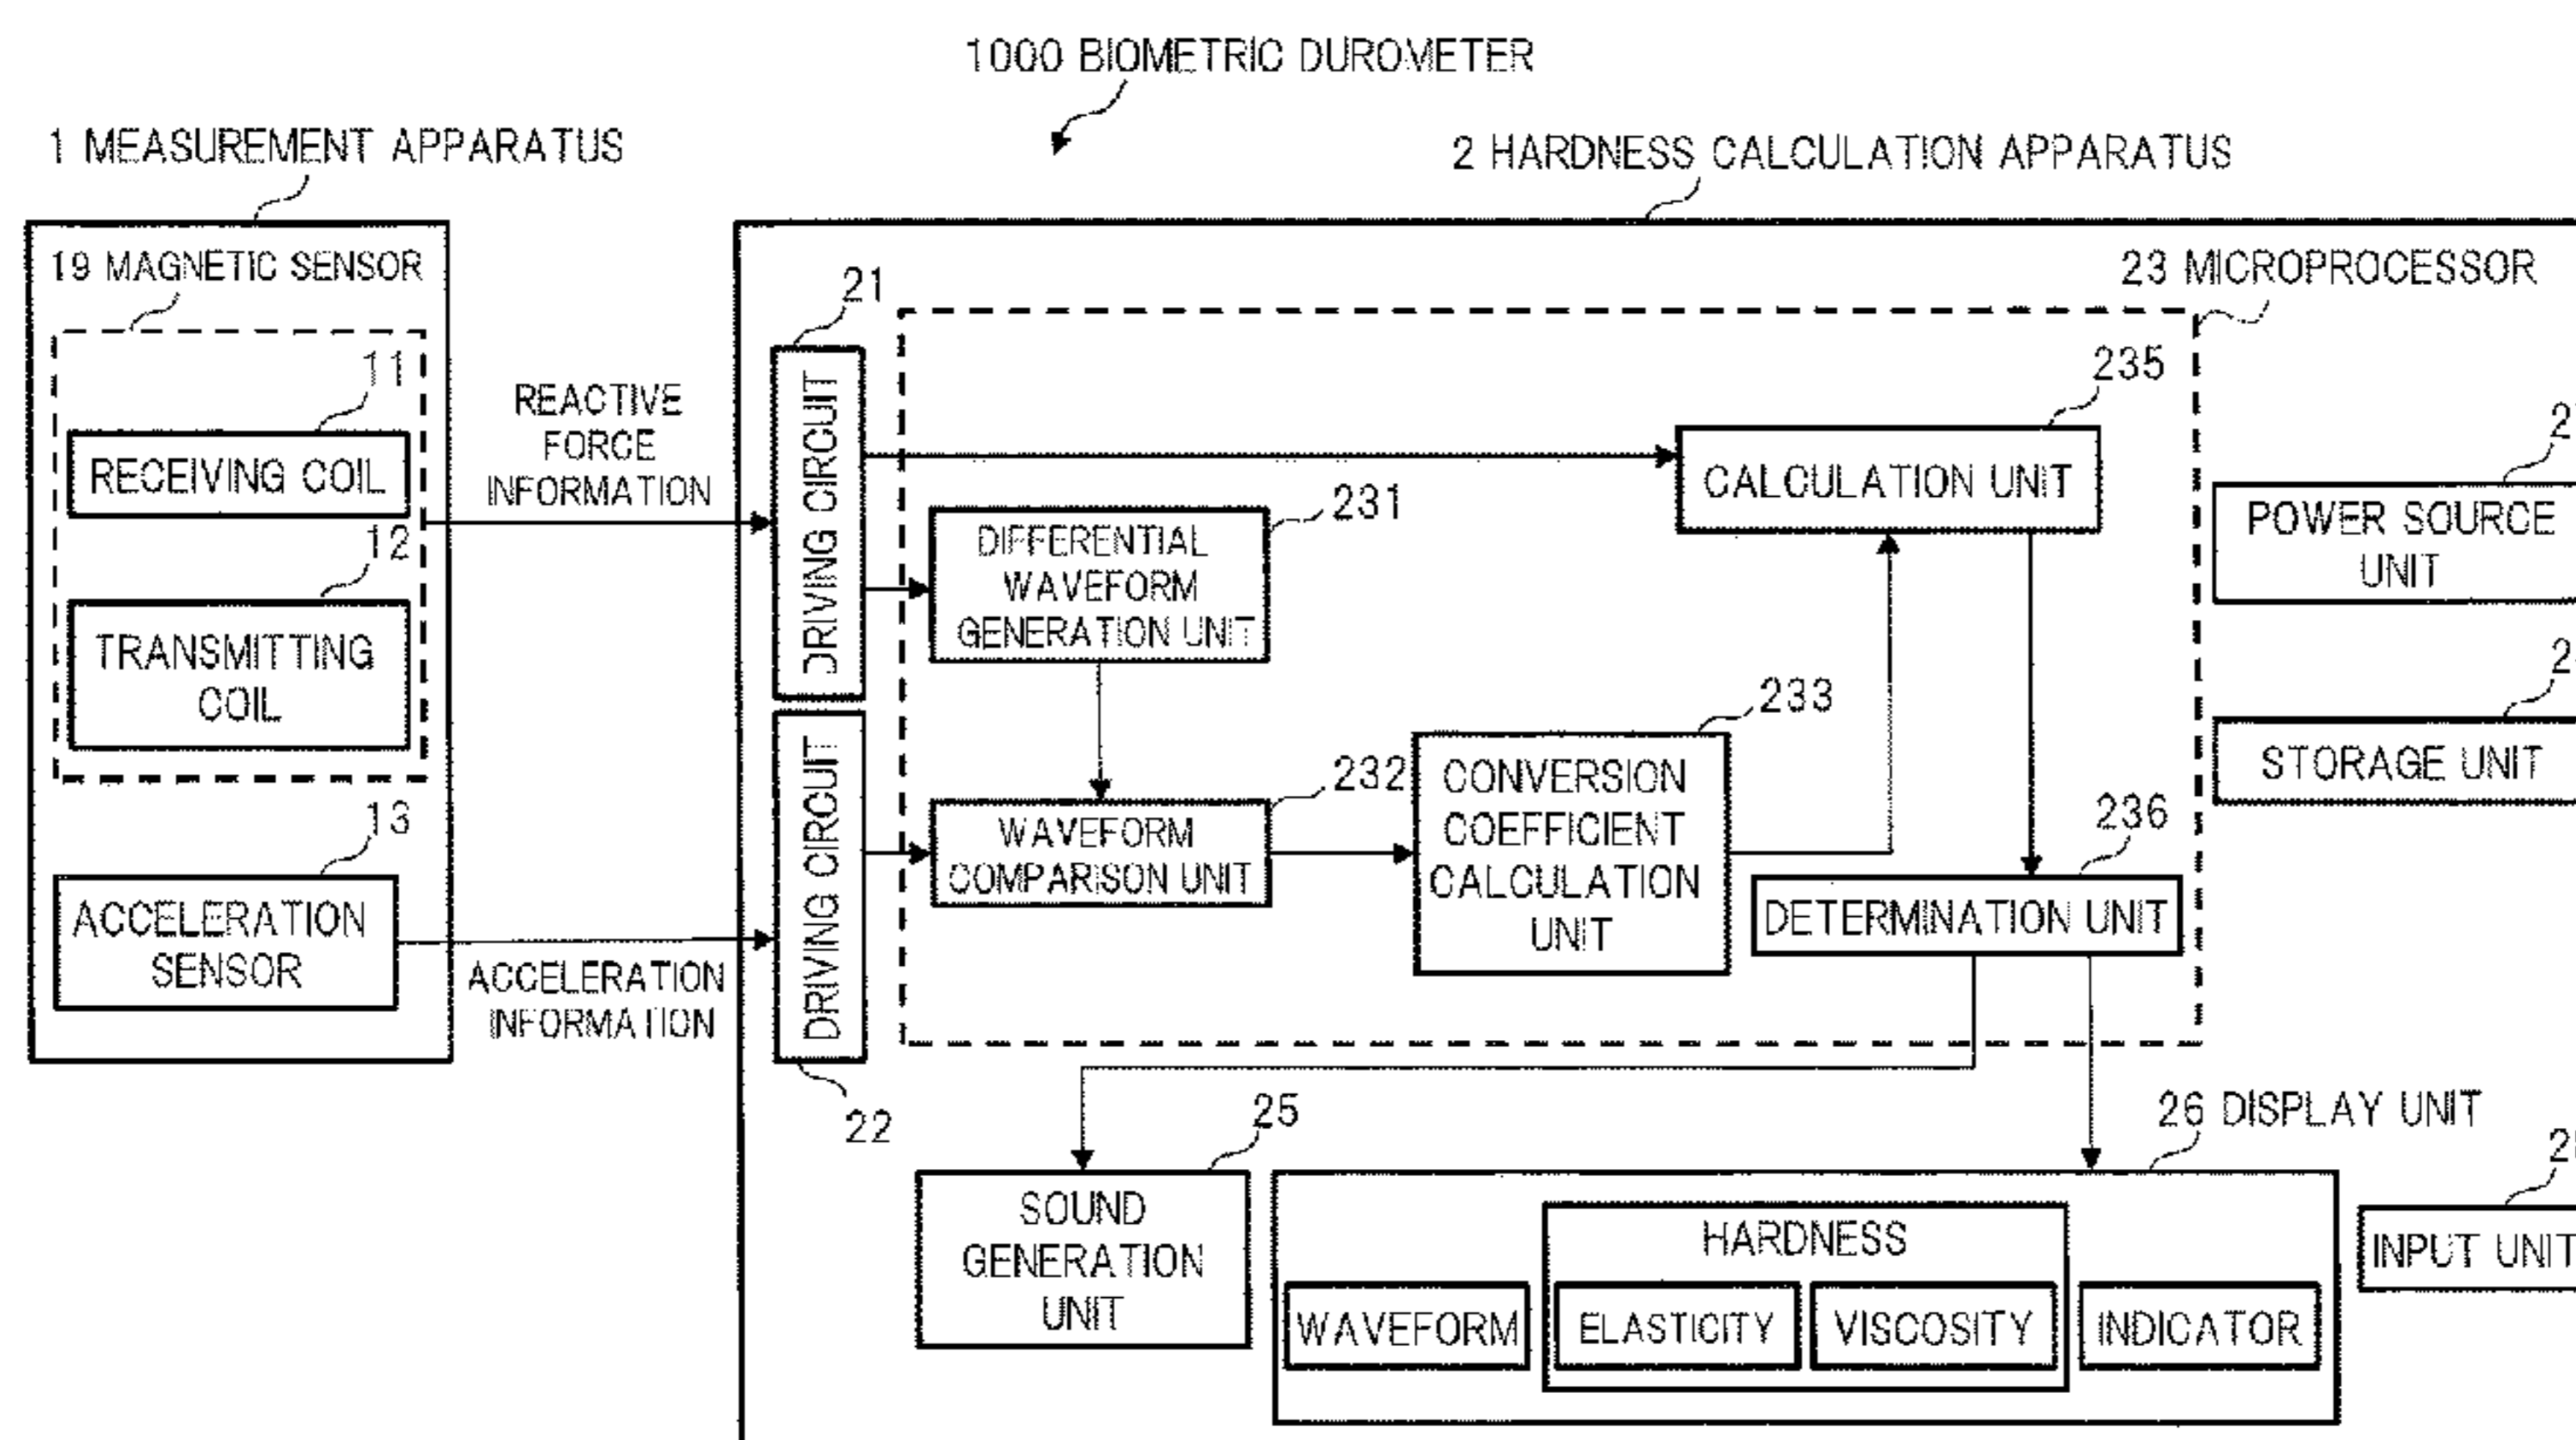 1000 BIOMETRIC DUROMETER
1 MEASUREMENT APPARATUS
2 HARDNESS CALCULATION APPARATUS
19 MAGNETIC SENSOR
11
RECEIVING COIL
12
TRANSMITTING
COIL
13
ACCELERATION
SENSOR
REACTIVE
FORCE
INFORMATION
ACCELERATION
INFORMATION
21
DRIVING CIRCUIT
DRIVING CIRCUIT
22
23 MICROPROCESSOR
235
CALCULATION UNIT
231
DIFFERENTIAL
WAVEFORM
GENERATION UNIT
232
WAVEFORM
COMPARISON UNIT
233
CONVERSION
COEFFICIENT
CALCULATION
UNIT
236
DETERMINATION UNIT
POWER SOURCE
UNIT
STORAGE UNIT
25
SOUND
GENERATION
UNIT
26 DISPLAY UNIT
HARDNESS
WAVEFORM
ELASTICITY
VISCOSITY
INDICATOR
INPUT UNIT